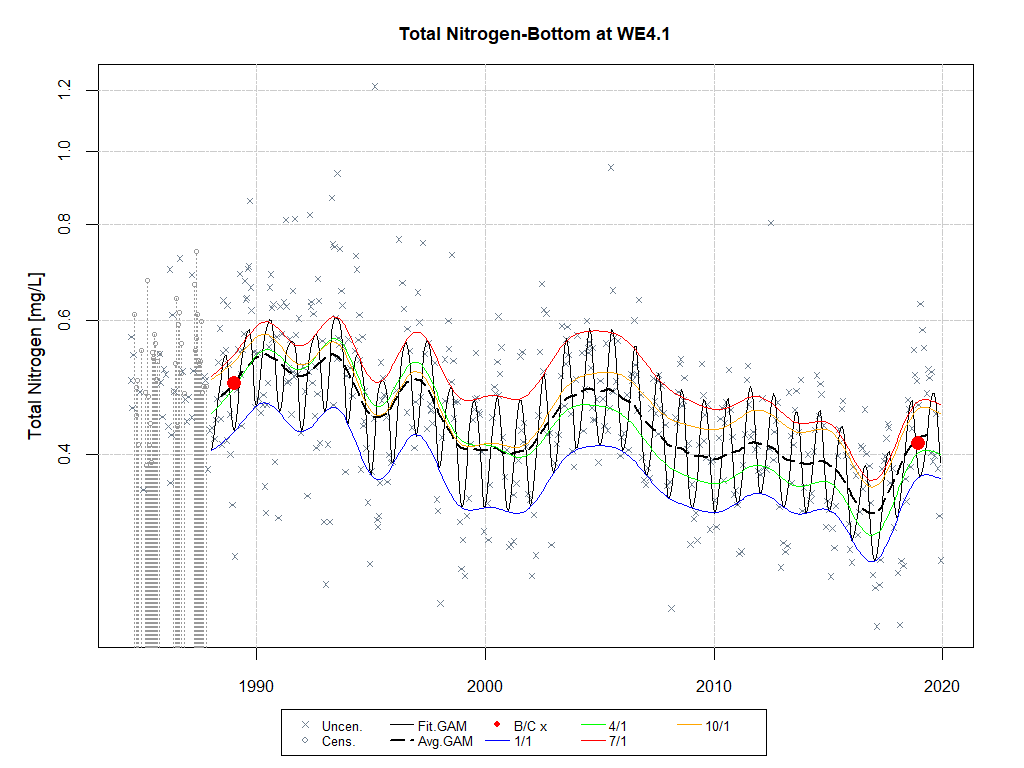 Total Nitrogen-Bottom at WE4.1
Total Nitrogen [mg/L]
1.2
1.0
0.8
0.6
0.4
1990 2000 2010 2020
Uncen. Fit.GAM B/C x 4/1 10/1
Cens. Avg.GAM 1/1 7/1